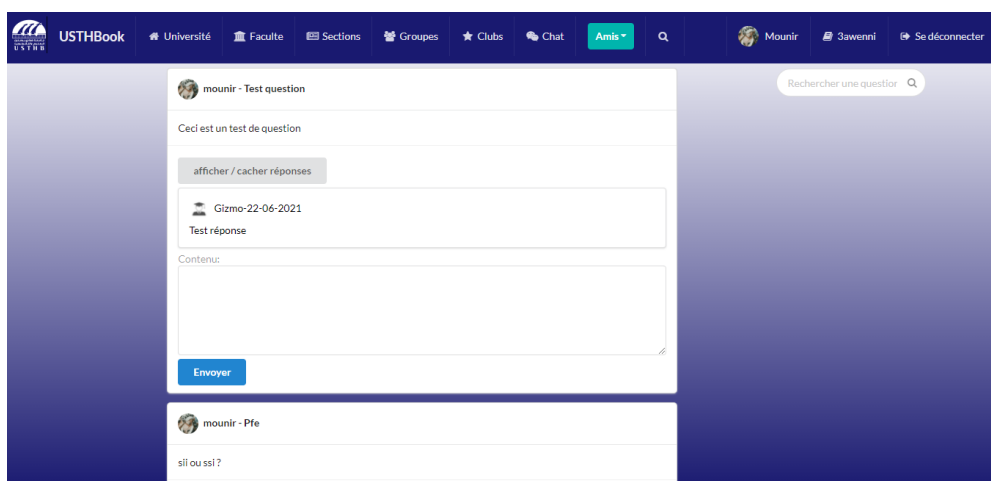 USTHB
USTHBook
Université
Faculte
Sections
Groupes
Clubs
Chat
Amis
Mounir
3awenni
Se déconnecter
Rechercher une question
mounir - Test question
Ceci est un test de question
afficher / cacher réponses
Gizmo-22-06-2021
Test réponse
Contenu:
Envoyer
mounir - Pfe
sii ou ssi ?